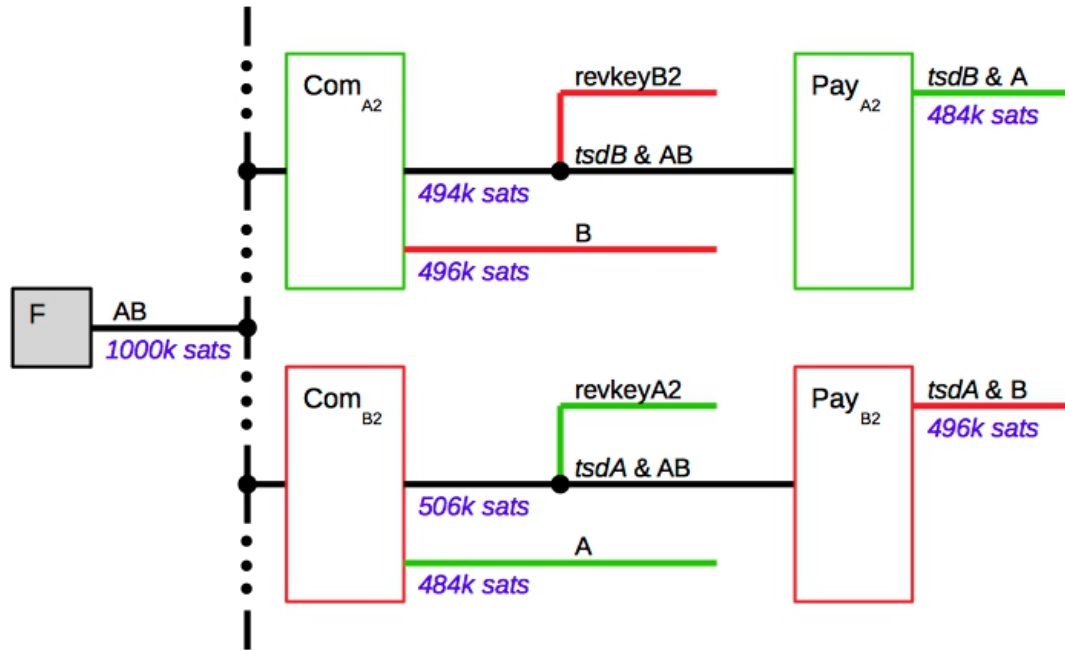 Com A2
revkeyB2
tsdB & AB
494k sats
B
496k sats
Pay A2
tsdB & A
484k sats
F
AB
1000k sats
Com B2
revkeyA2
tsdA & AB
506k sats
A
484k sats
Pay B2
tsdA & B
496k sats